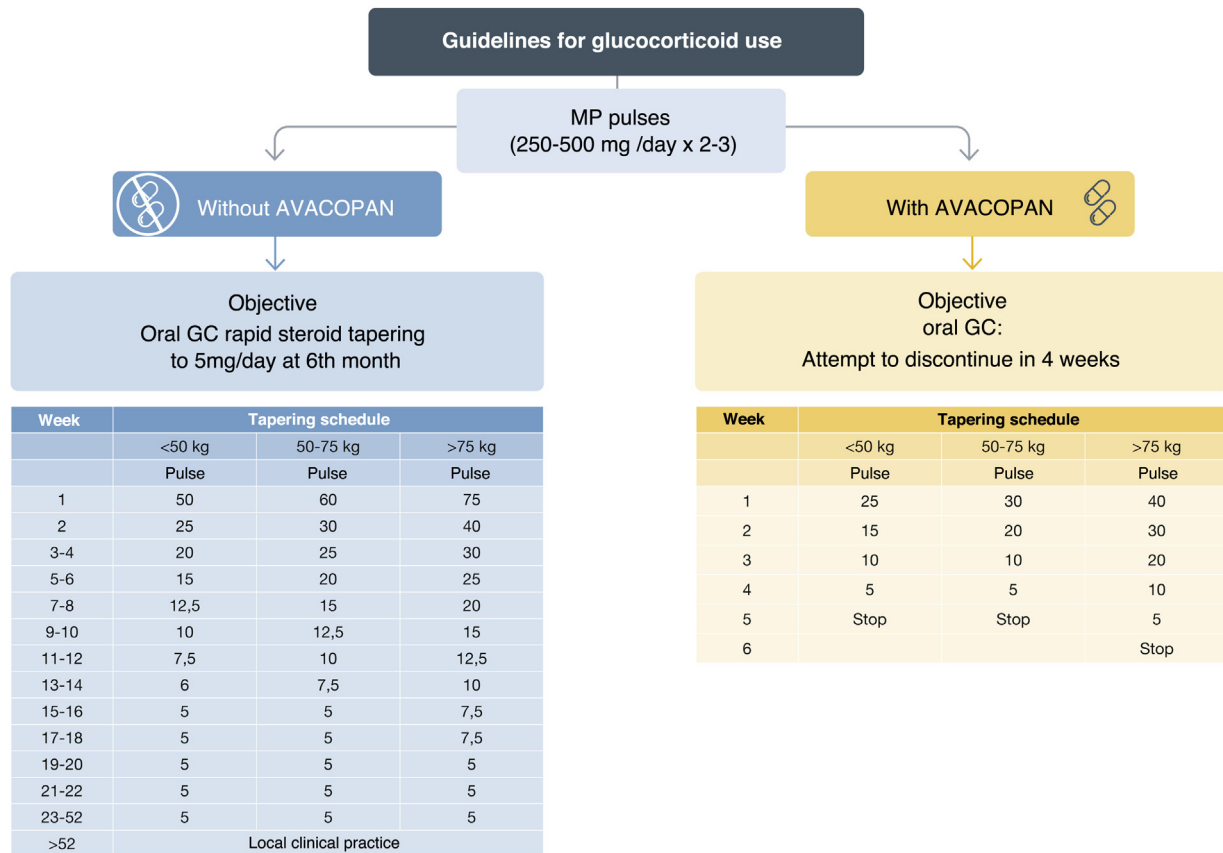 Guidelines for glucocorticoid use
MP pulses
(250-500 mg /day x 2-3)
Without AVACOPAN
Objective
Oral GC rapid steroid tapering
to 5mg/day at 6th month
Week Tapering schedule
<50 kg 50-75 kg >75 kg
Pulse Pulse Pulse
1 50 60 75
2 25 30 40
3-4 20 25 30
5-6 15 20 25
7-8 12,5 15 20
9-10 10 12,5 15
11-12 7,5 10 12,5
13-14 6 7,5 10
15-16 5 5 7,5
17-18 5 5 7,5
19-20 5 5 5
21-22 5 5 5
23-52 5 5 5
>52 Local clinical practice
With AVACOPAN
Objective
oral GC:
Attempt to discontinue in 4 weeks
Week Tapering schedule
<50 kg 50-75 kg >75 kg
Pulse Pulse Pulse
1 25 30 40
2 15 20 30
3 10 10 20
4 5 5 10
5 Stop Stop 5
6 Stop